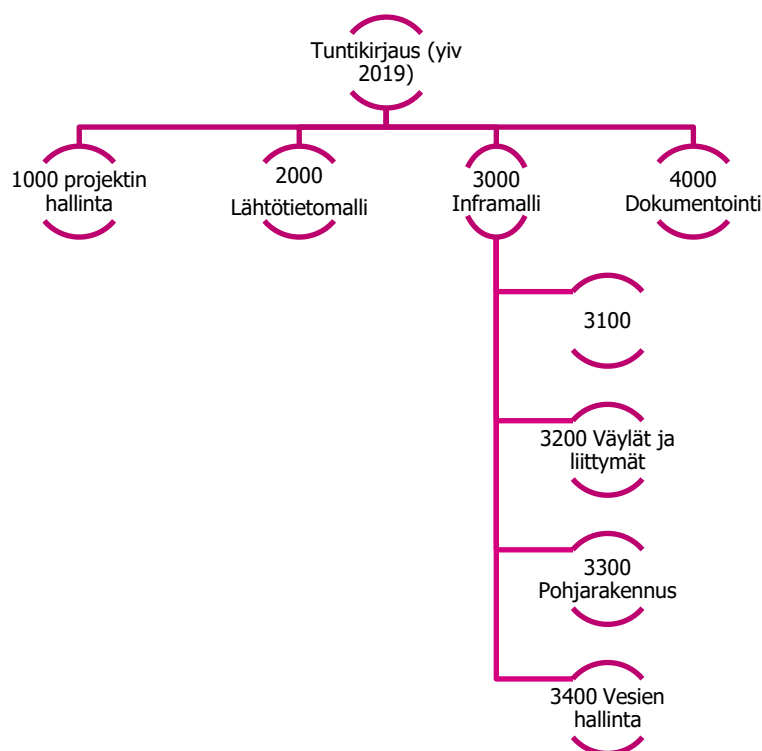 Tuntikirjaus (yiv
2019)
1000 projektin
hallinta
2000
Lähtötietomalli
3000
Inframalli
4000
Dokumentointi
3100
3200 Väylät ja
liittymät
3300
Pohjarakennus
3400 Vesien
hallinta